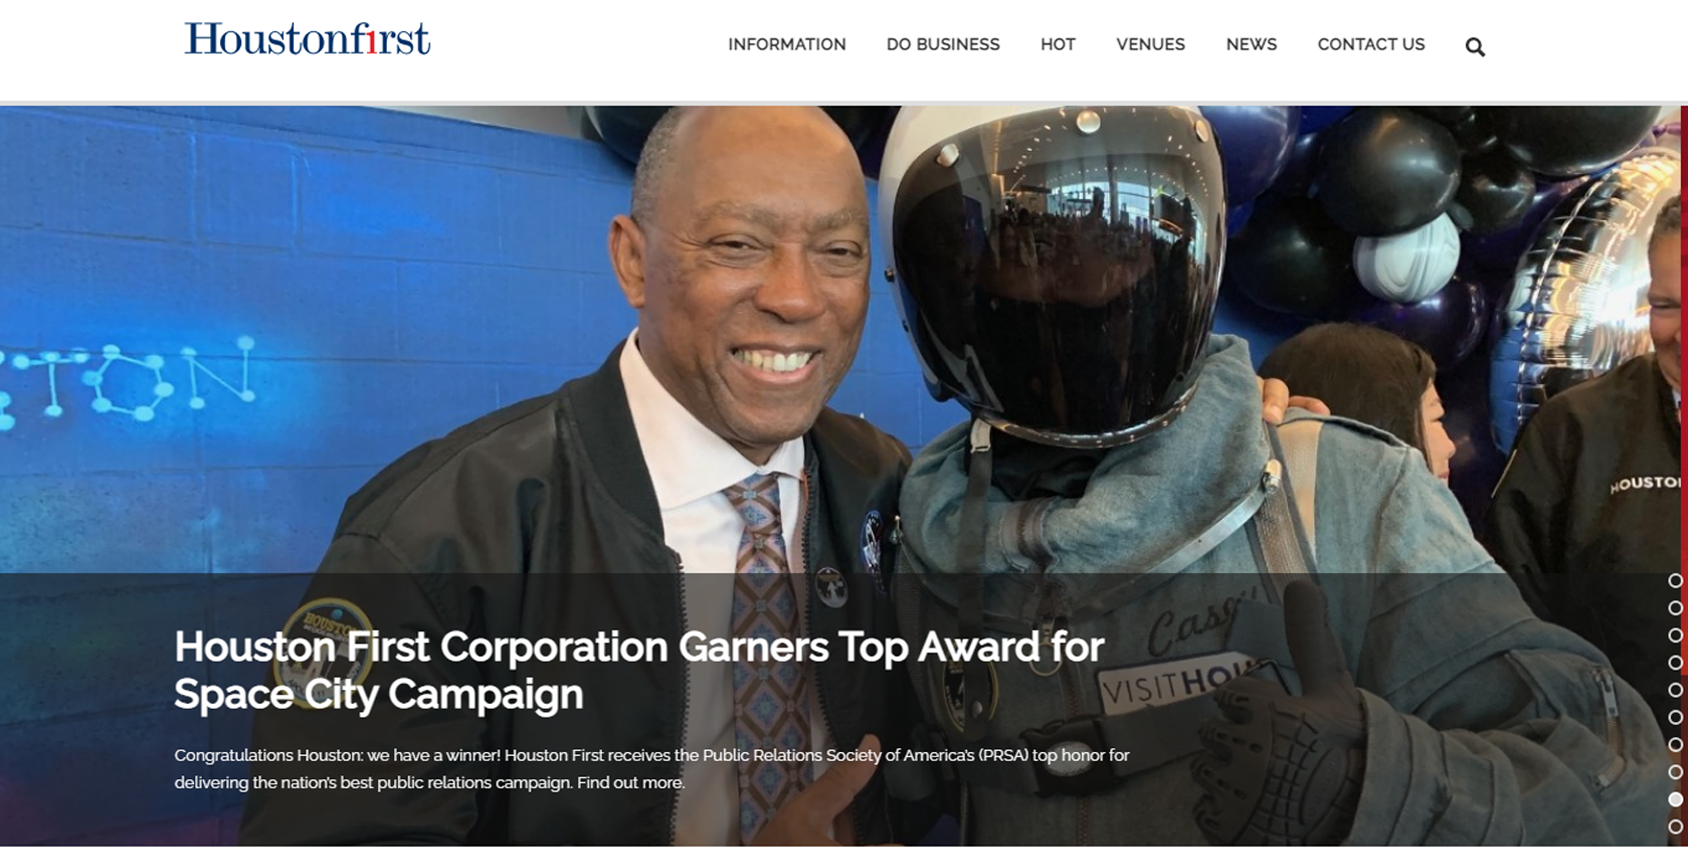 Houstonfirst
INFORMATION
DO BUSINESS
HOT
VENUES
NEWS
CONTACT US
TON
HOUSTO
HOUSTON
Casey
VISITHOU
Houston First Corporation Garners Top Award for
Space City Campaign
Congratulations Houston: we have a winner! Houston First receives the Public Relations Society of America's (PRSA) top honor for
delivering the nation's best public relations campaign. Find out more.